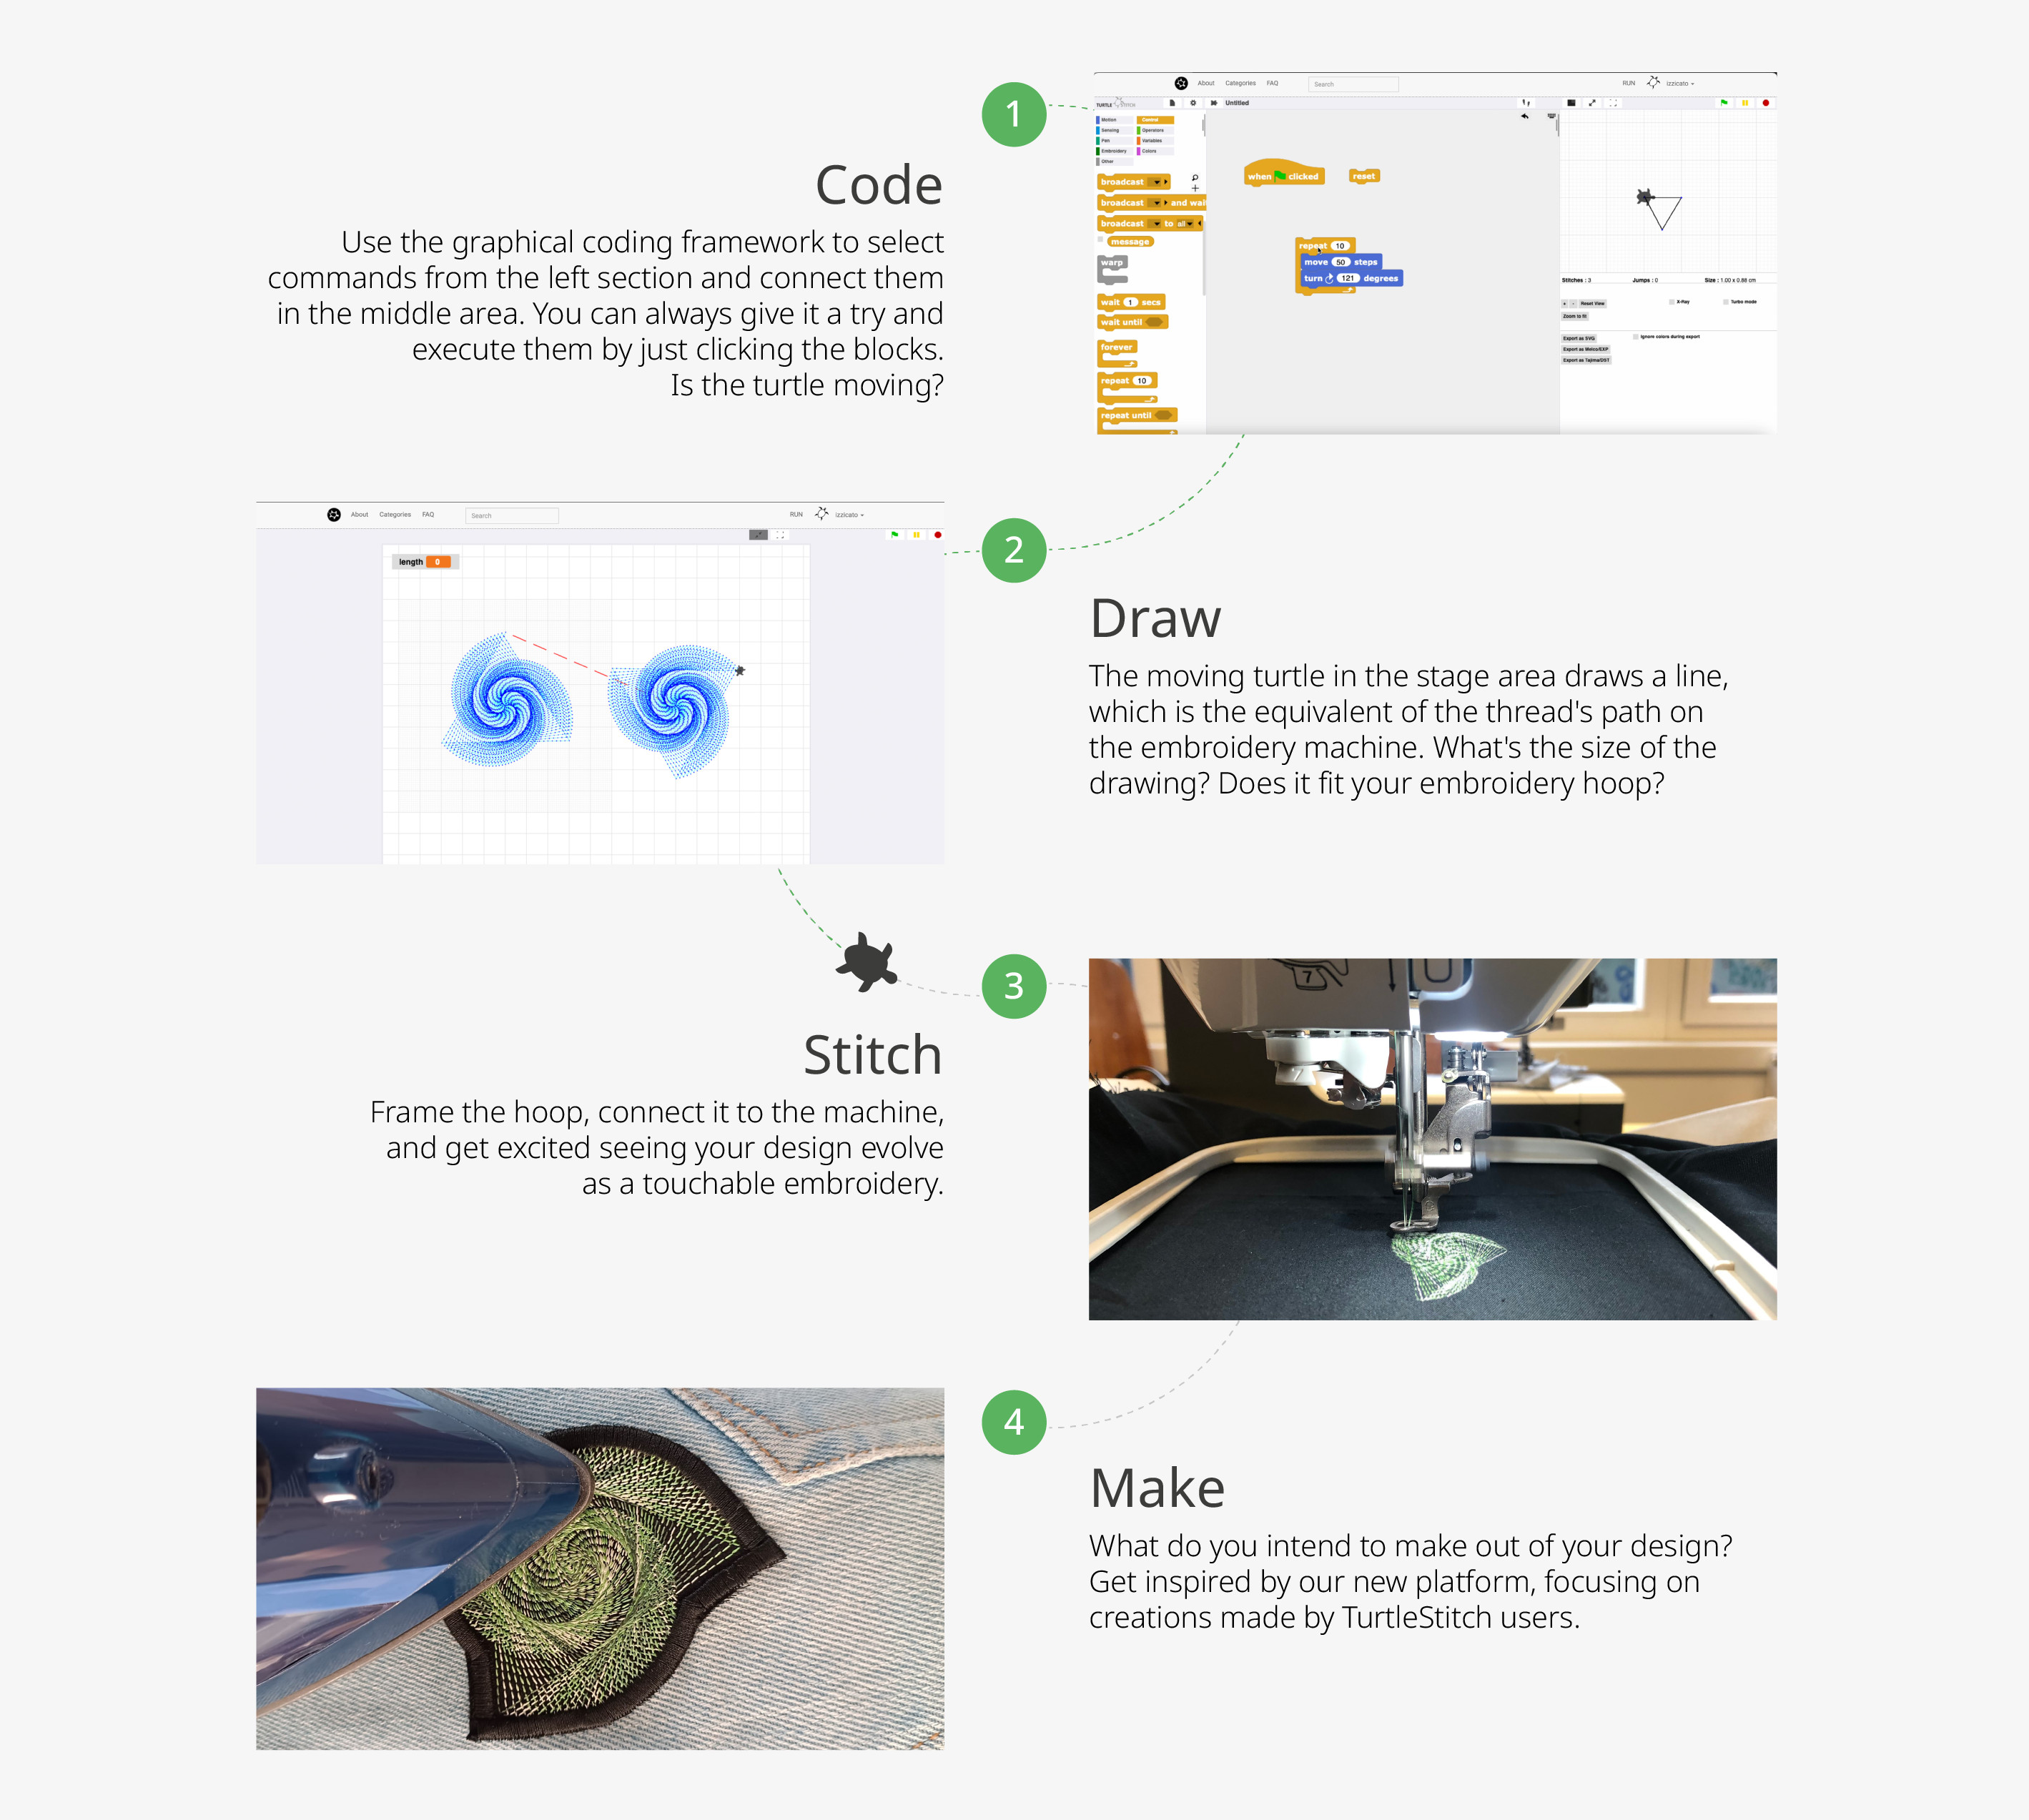 1
About Categories FAQ Search RUN izzicato
TURTLE STITCH Untitled
Motion Control
Sensing Operators
Pen Variables
Embroidery Colors
Other
broadcast
broadcast and wait
broadcast to all
message
warp
wait 1 secs
wait until
forever
repeat 10
repeat until
when clicked
reset
repeat 10
move 50 steps
turn 121 degrees
Stitches : 3 Jumps : 0 Size : 1.00 x 0.86 cm
+ - Reset View X-Ray Turbo mode
Zoom to fit
Export as SVG Ignore colors during export
Export as Melco/EXP
Export as Tajima/DST
Code
Use the graphical coding framework to select
commands from the left section and connect them
in the middle area. You can always give it a try and
execute them by just clicking the blocks.
Is the turtle moving?
2
About Categories FAQ Search RUN izzicato
length 0
Draw
The moving turtle in the stage area draws a line,
which is the equivalent of the thread's path on
the embroidery machine. What's the size of the
drawing? Does it fit your embroidery hoop?
3
Stitch
Frame the hoop, connect it to the machine,
and get excited seeing your design evolve
as a touchable embroidery.
7
4
Make
What do you intend to make out of your design?
Get inspired by our new platform, focusing on
creations made by TurtleStitch users.